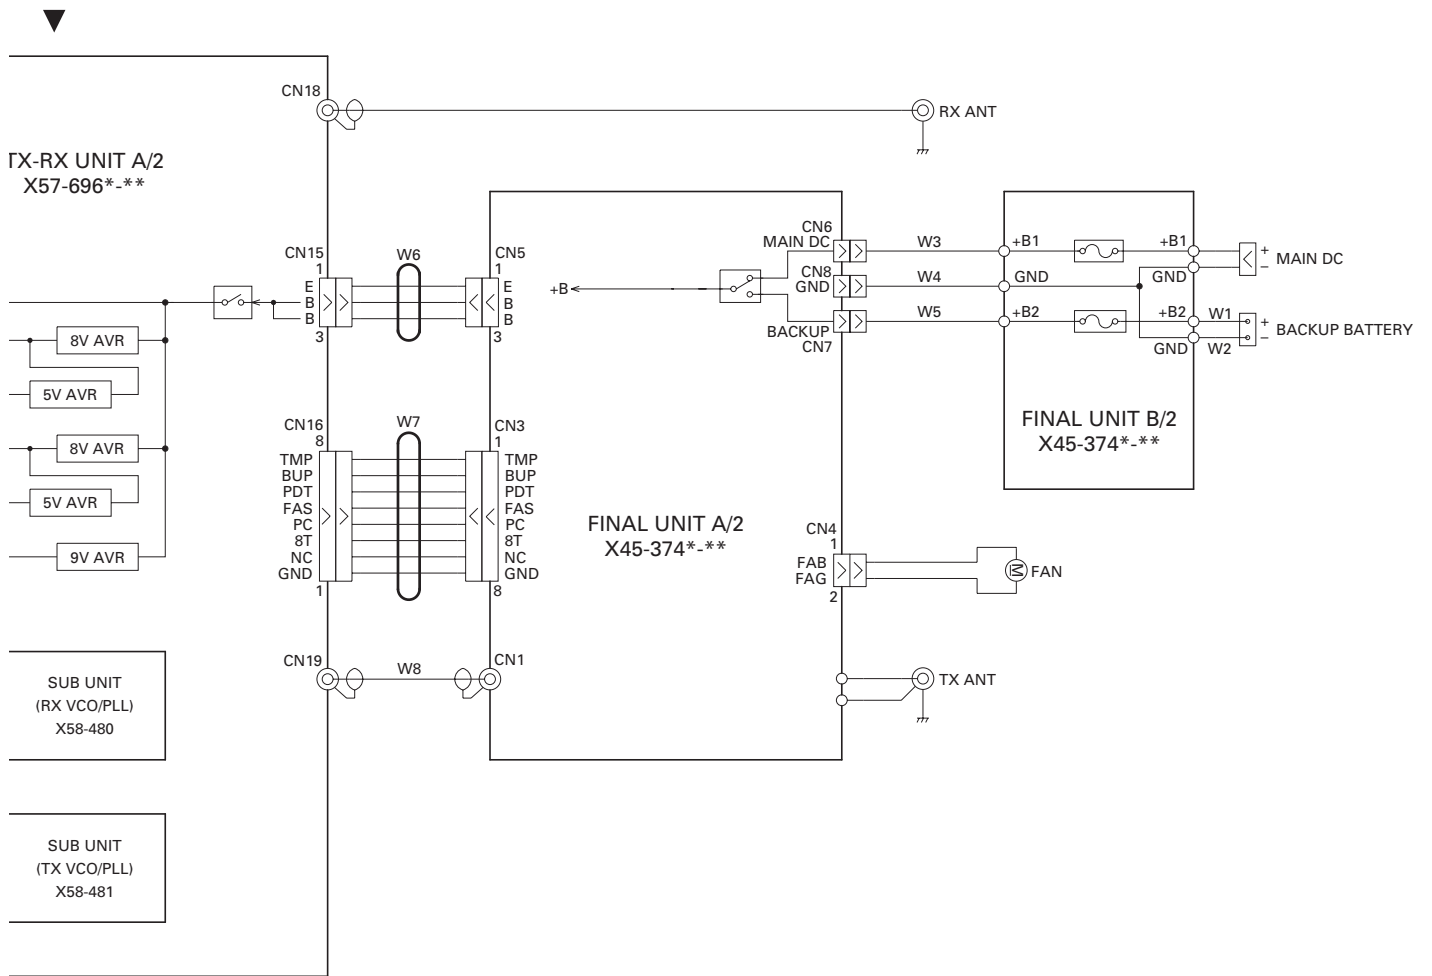 CN18
RX ANT
TX-RX UNIT A/2
X57-696*-**
CN15
1
E
B
B
3
W6
CN5
1
E
B
B
3
+B
CN6
MAIN DC
CN8
GND
BACKUP
CN7
W3
W4
W5
+B1
+B1
GND
GND
+B2
+B2
GND
W1
W2
+
MAIN DC
–
+
BACKUP BATTERY
–
FINAL UNIT B/2
X45-374*-**
8V AVR
5V AVR
8V AVR
5V AVR
9V AVR
CN16
8
TMP
BUP
PDT
FAS
PC
8T
NC
GND
1
W7
CN3
1
TMP
BUP
PDT
FAS
PC
8T
NC
GND
8
FINAL UNIT A/2
X45-374*-**
CN4
1
FAB
FAG
2
M
FAN
CN19
W8
CN1
TX ANT
SUB UNIT
(RX VCO/PLL)
X58-480
SUB UNIT
(TX VCO/PLL)
X58-481